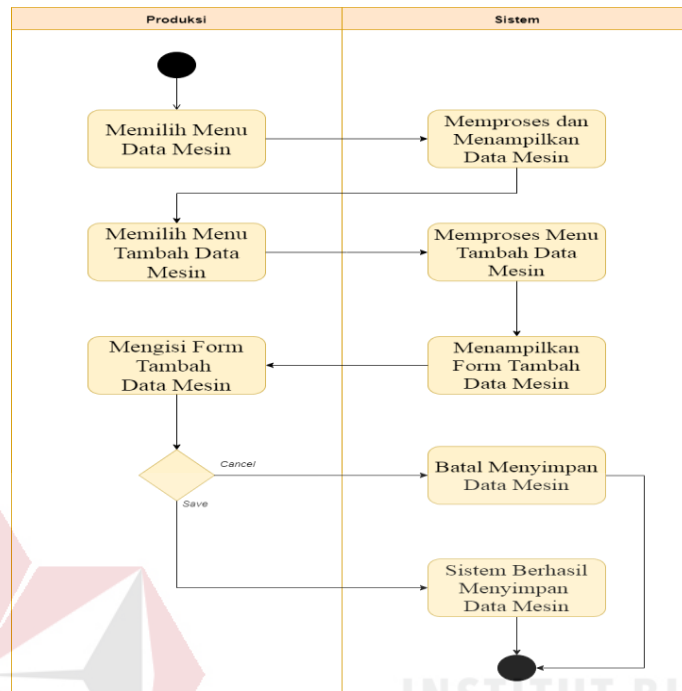 Produksi
Sistem
Memilih Menu
Data Mesin
Memproses dan
Menampilkan
Data Mesin
Memilih Menu
Tambah Data
Mesin
Memproses Menu
Tambah Data
Mesin
Mengisi Form
Tambah
Data Mesin
Menampilkan
Form Tambah
Data Mesin
Cancel
Save
Batal Menyimpan
Data Mesin
Sistem Berhasil
Menyimpan
Data Mesin